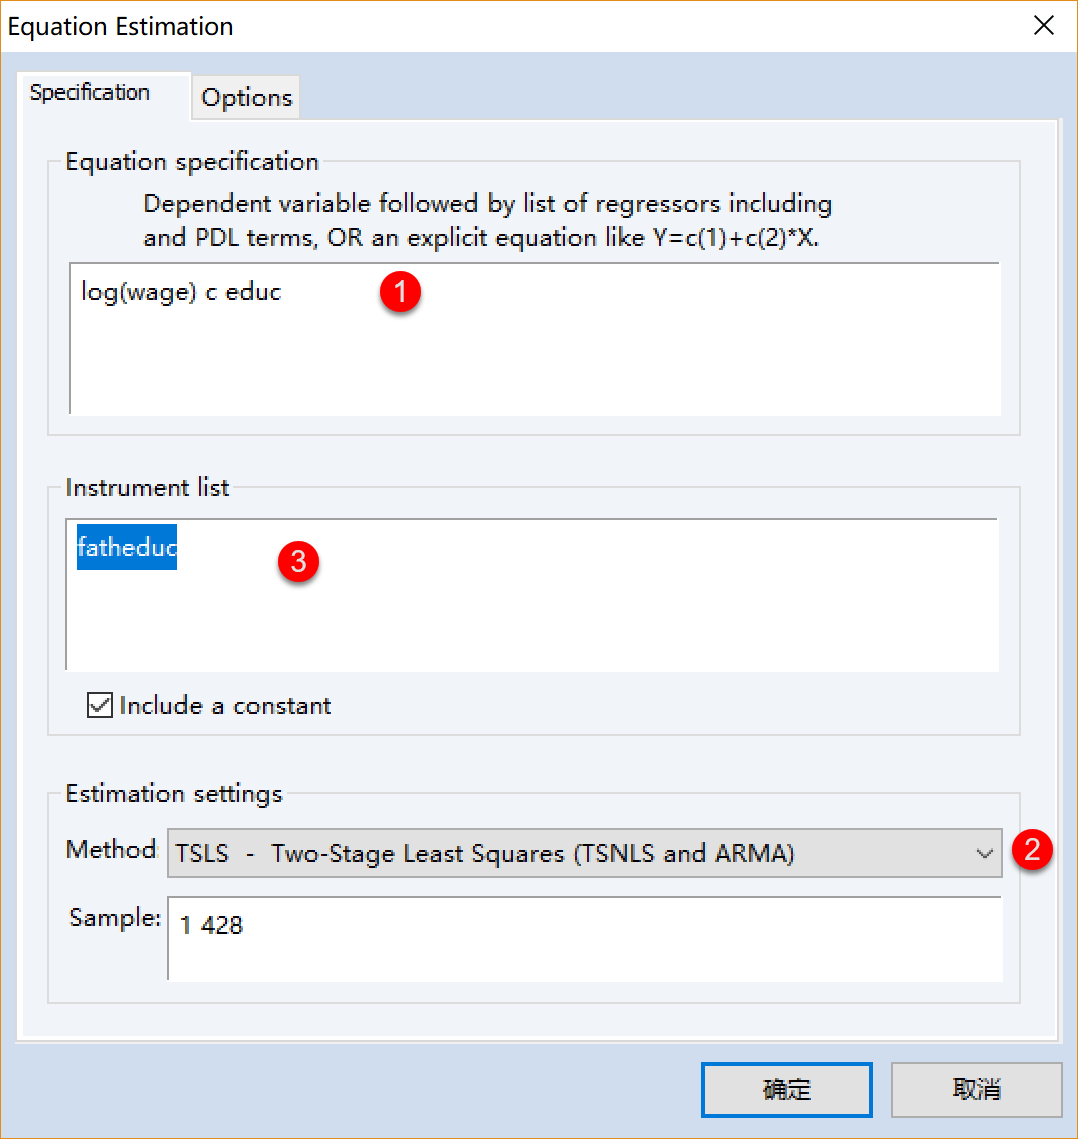 Equation Estimation
Specification
Options
Equation specification
Dependent variable followed by list of regressors including
and PDL terms, OR an explicit equation like Y=c(1)+c(2)*X.
log(wage) c educ
1
Instrument list
fatheduc
3
Include a constant
Estimation settings
Method:
TSLS - Two-Stage Least Squares (TSNLS and ARMA)
2
Sample:
1 428
确定
取消